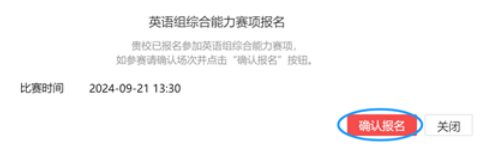 英语组综合能力赛项报名
贵校已报名参加英语组综合能力赛项,
如参赛请确认场次并点击“确认报名”按钮。
比赛时间 2024-09-21 13:30
确认报名 关闭